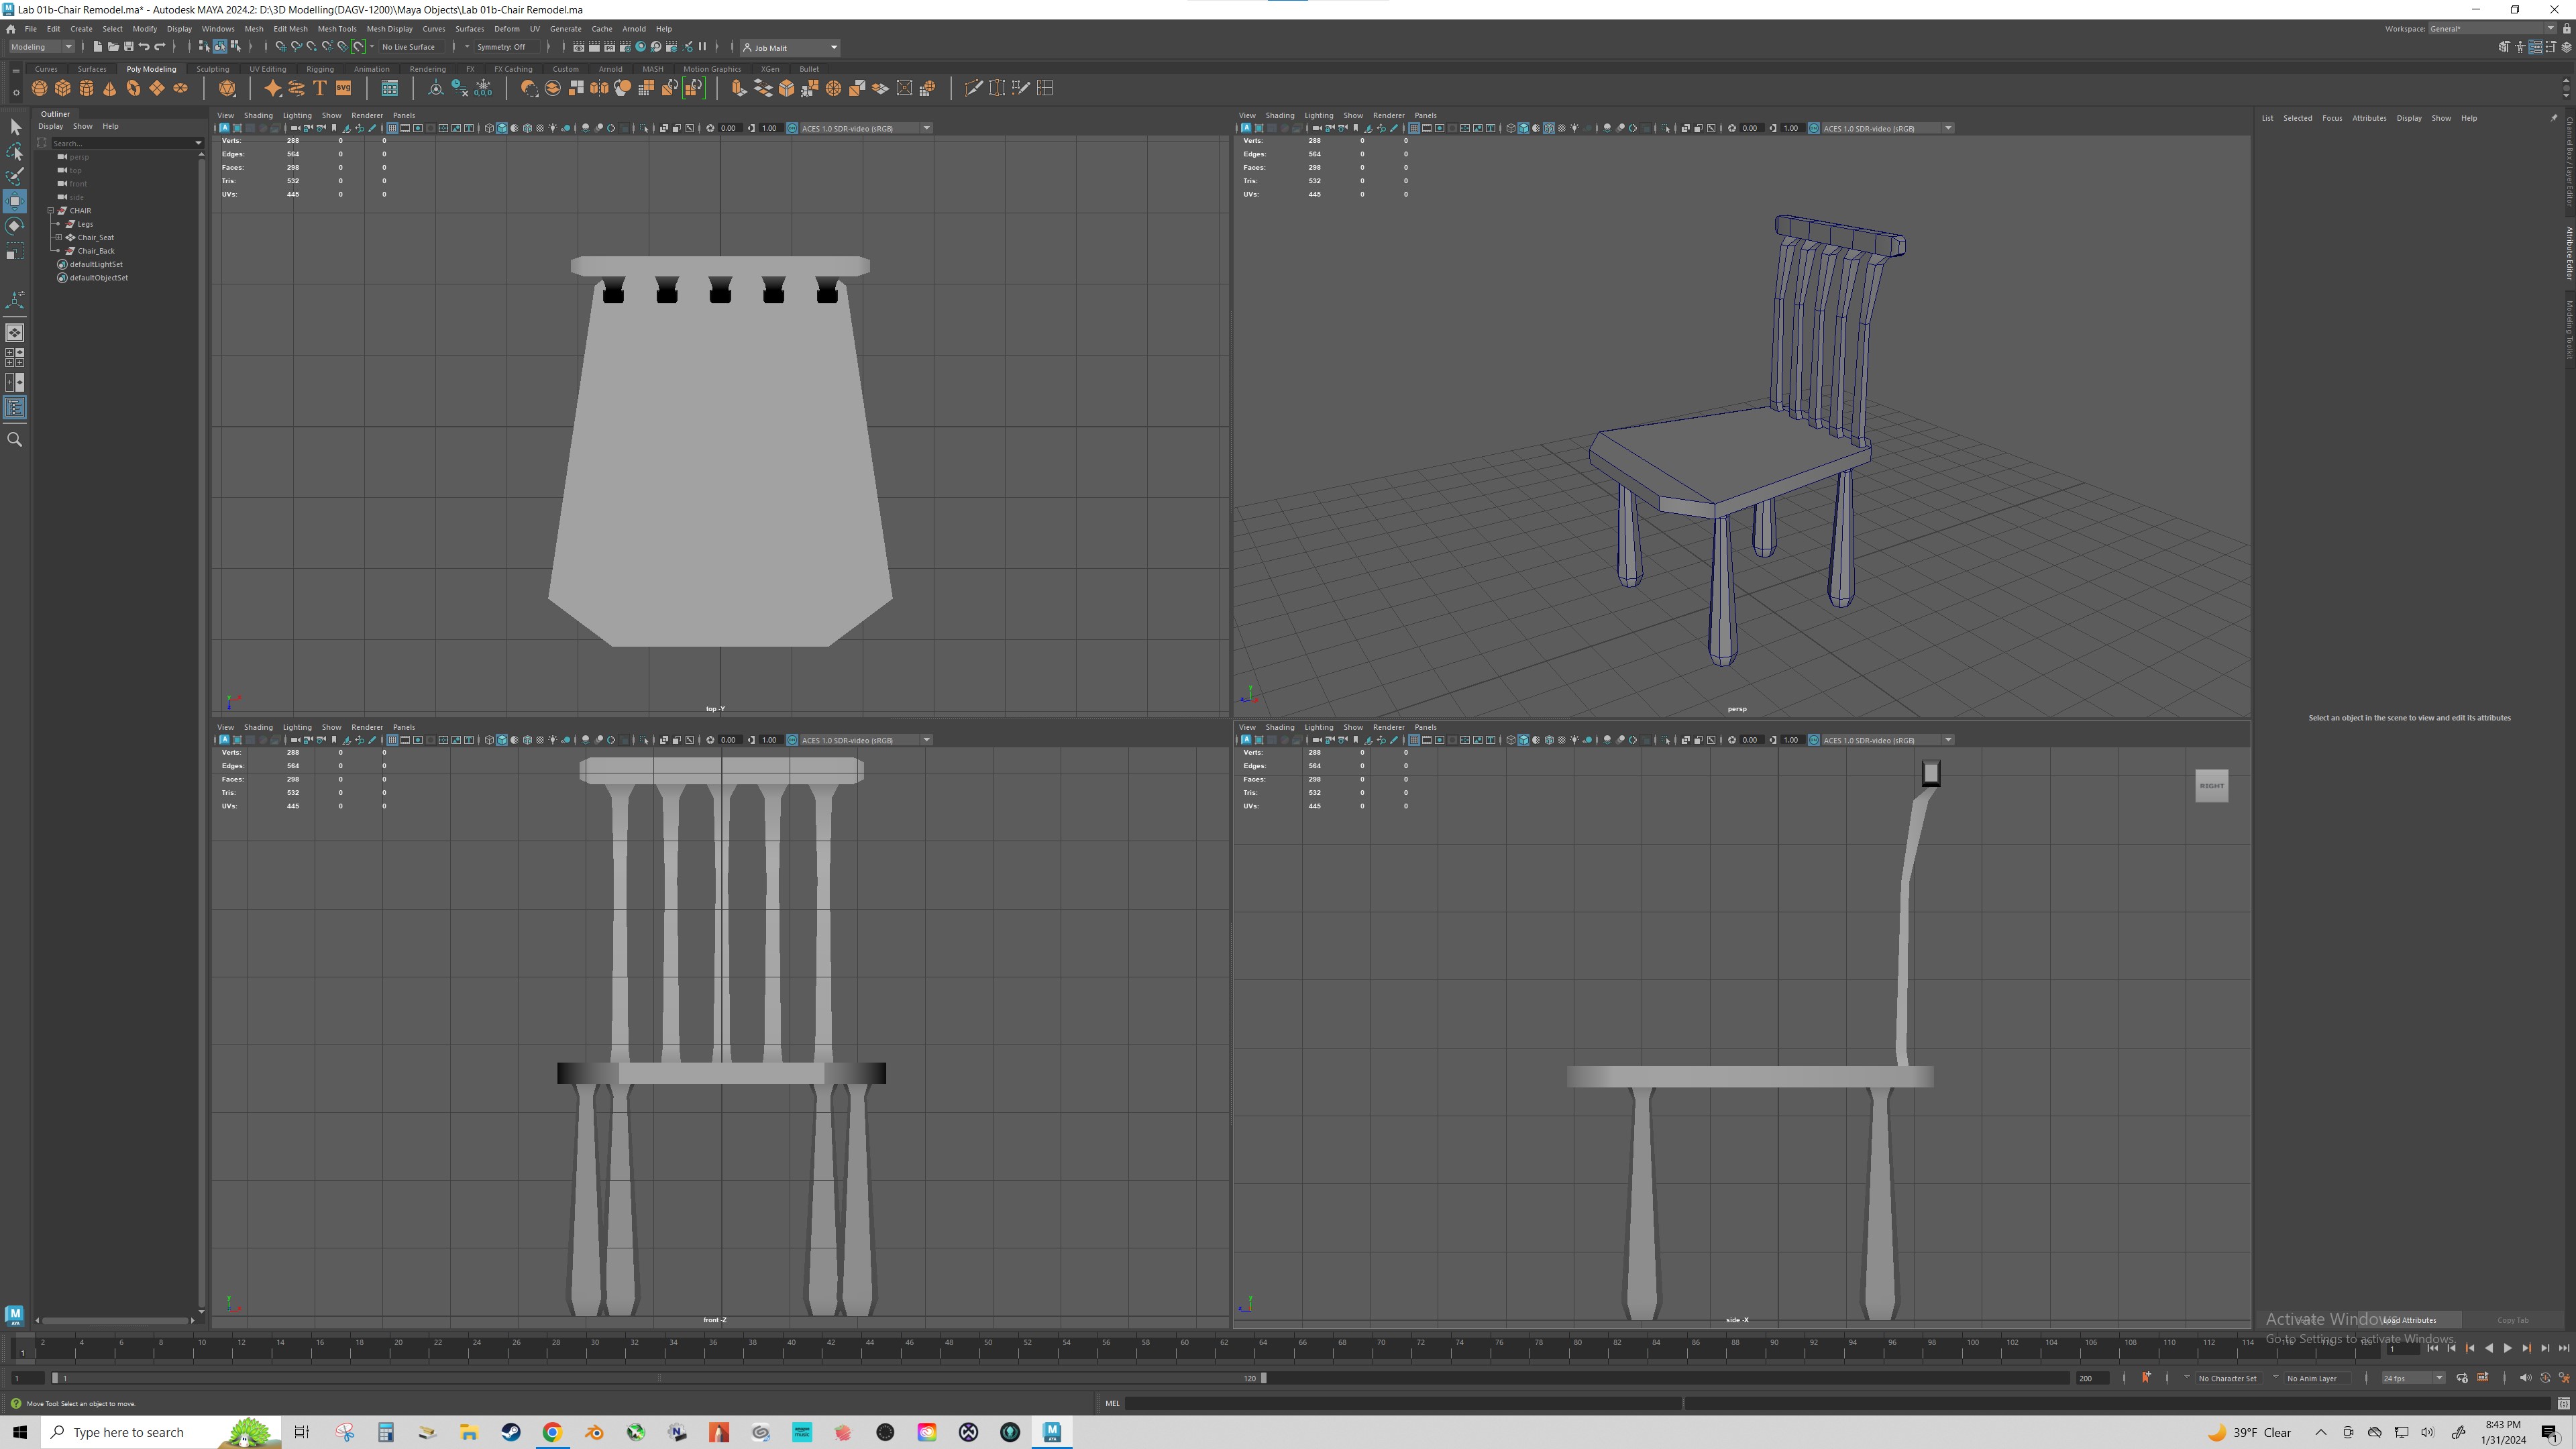 Lab 01b-Chair Remodel.ma* - Autodesk MAYA 2024.2: D:\3D Modelling(DAGV-1200)\Maya Objects\Lab 01b-Chair Remodel.ma
File Edit Create Select Modify Display Windows Mesh Edit Mesh Mesh Tools Mesh Display Curves Surfaces Deform UV Generate Cache Arnold Help
Workspace: General*
Modeling No Live Surface Symmetry: Off Job Malit
Curves Surfaces Poly Modeling Sculpting UV Editing Rigging Animation Rendering FX FX Caching Custom Arnold MASH Motion Graphics XGen Bullet
Outliner
Display Show Help
Search...
persp
top
front
side
CHAIR
Legs
Chair_Seat
Chair_Back
defaultLightSet
defaultObjectSet
View Shading Lighting Show Renderer Panels
0.00 1.00 ACES 1.0 SDR-video (sRGB)
Verts: 288 0 0
Edges: 564 0 0
Faces: 298 0 0
Tris: 532 0 0
UVs: 445 0 0
top -Y
View Shading Lighting Show Renderer Panels
0.00 1.00 ACES 1.0 SDR-video (sRGB)
Verts: 288 0 0
Edges: 564 0 0
Faces: 298 0 0
Tris: 532 0 0
UVs: 445 0 0
persp
View Shading Lighting Show Renderer Panels
0.00 1.00 ACES 1.0 SDR-video (sRGB)
Verts: 288 0 0
Edges: 564 0 0
Faces: 298 0 0
Tris: 532 0 0
UVs: 445 0 0
front -Z
View Shading Lighting Show Renderer Panels
0.00 1.00 ACES 1.0 SDR-video (sRGB)
Verts: 288 0 0
Edges: 564 0 0
Faces: 298 0 0
Tris: 532 0 0
UVs: 445 0 0
RIGHT
side -X
List Selected Focus Attributes Display Show Help
Select an object in the scene to view and edit its attributes
Channel Box / Layer Editor
Attribute Editor
Modeling Toolkit
Load Attributes Copy Tab
Activate Windows
Go to Settings to activate Windows.
2 4 6 8 10 12 14 16 18 20 22 24 26 28 30 32 34 36 38 40 42 44 46 48 50 52 54 56 58 60 62 64 66 68 70 72 74 76 78 80 82 84 86 88 90 92 94 96 98 100 102 104 106 108 110 112 114
1 1
1 1 120 200 No Character Set No Anim Layer 24 fps
Move Tool: Select an object to move. MEL
Type here to search
39°F Clear
8:43 PM
1/31/2024